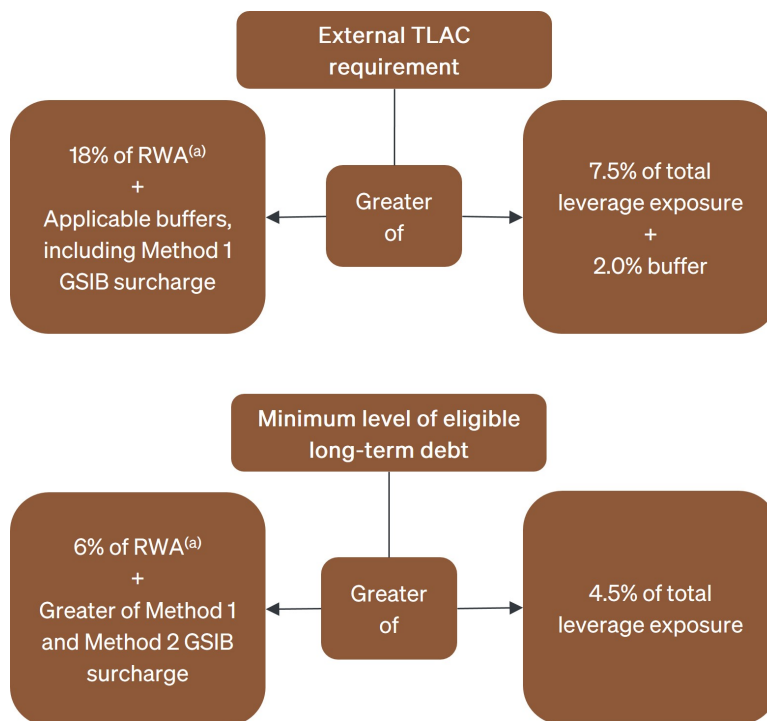 External TLAC
requirement
18% of RWA(a)
+
Applicable buffers,
including Method 1
GSIB surcharge
Greater
of
7.5% of total
leverage exposure
+
2.0% buffer
Minimum level of eligible
long-term debt
6% of RWA(a)
+
Greater of Method 1
and Method 2 GSIB
surcharge
Greater
of
4.5% of total
leverage exposure